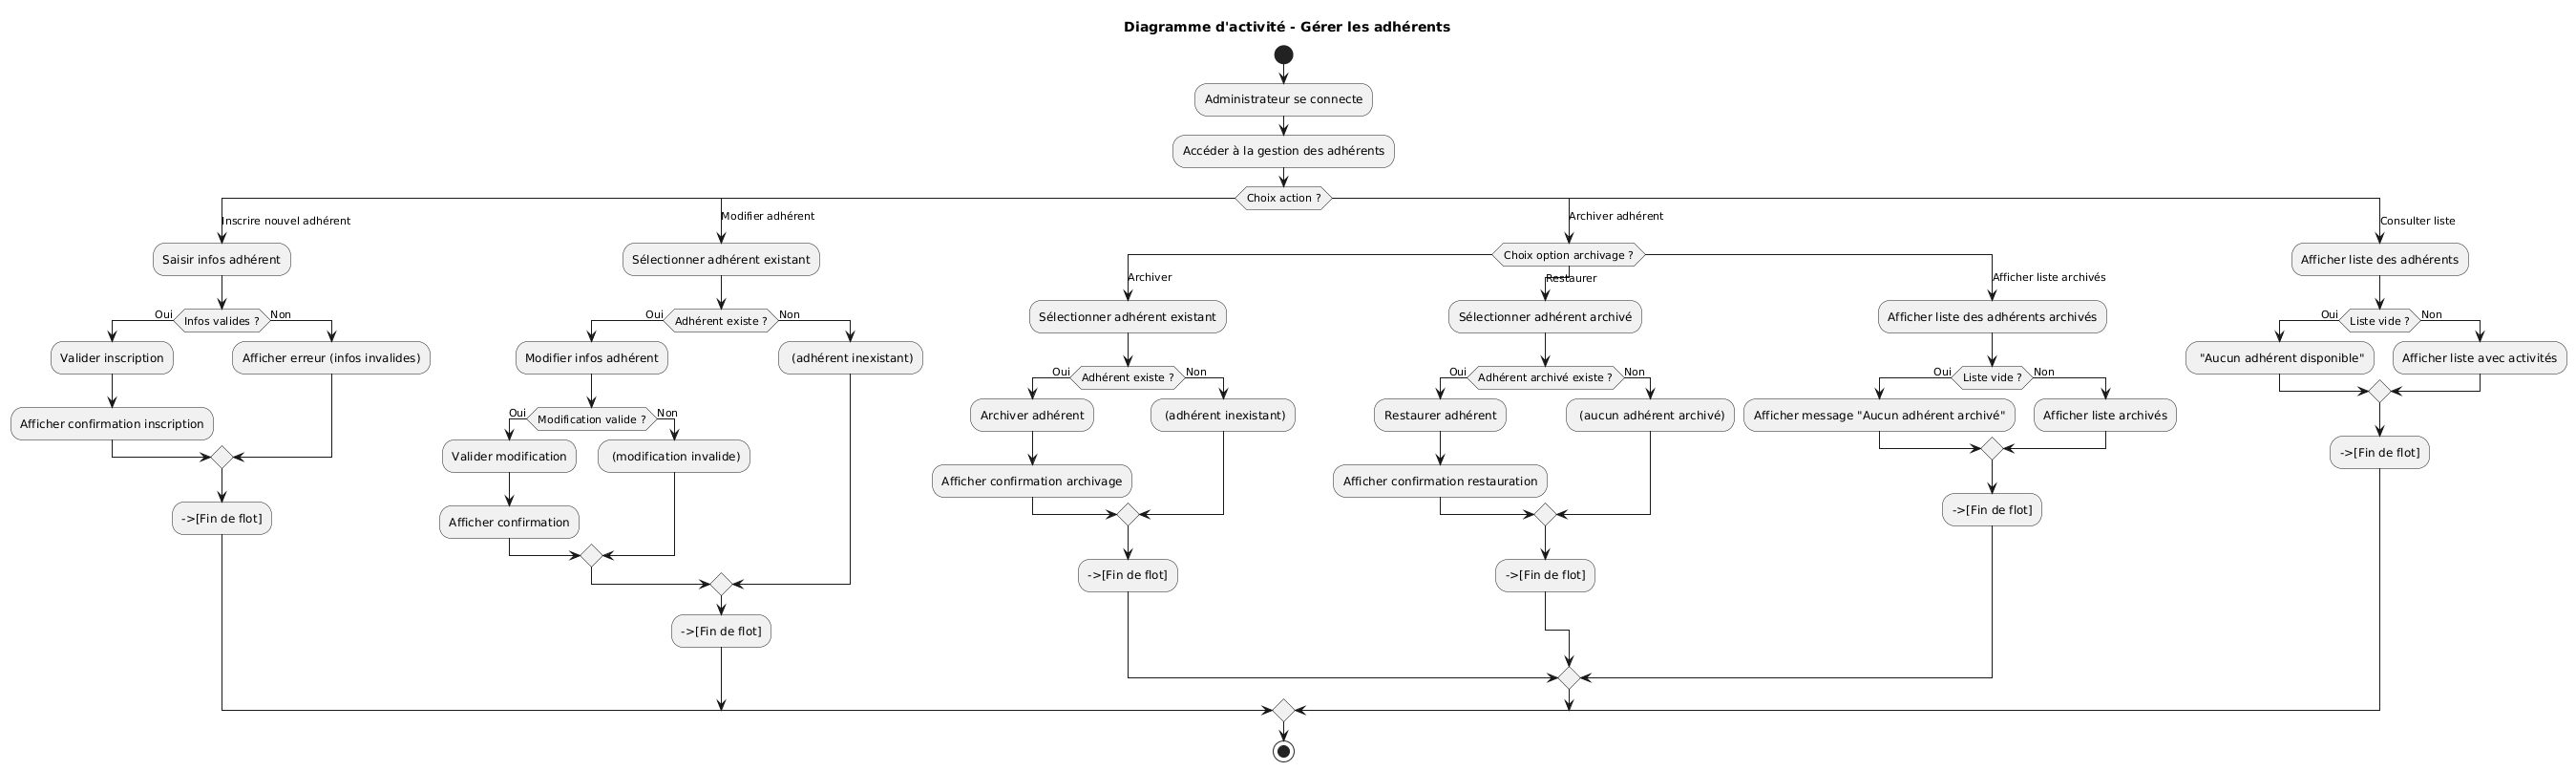 Diagramme d'activité - Gérer les adhérents
Administrateur se connecte
Accéder à la gestion des adhérents
Choix action ?
Inscrire nouvel adhérent
Saisir infos adhérent
Infos valides ?
Oui
Non
Valider inscription
Afficher erreur (infos invalides)
Afficher confirmation inscription
->[Fin de flot]
Modifier adhérent
Sélectionner adhérent existant
Adhérent existe ?
Oui
Non
Modifier infos adhérent
(adhérent inexistant)
Modification valide ?
Oui
Non
Valider modification
(modification invalide)
Afficher confirmation
->[Fin de flot]
Archiver adhérent
Choix option archivage ?
Archiver
Sélectionner adhérent existant
Adhérent existe ?
Oui
Non
Archiver adhérent
(adhérent inexistant)
Afficher confirmation archivage
->[Fin de flot]
Restaurer
Sélectionner adhérent archivé
Adhérent archivé existe ?
Oui
Non
Restaurer adhérent
(aucun adhérent archivé)
Afficher confirmation restauration
->[Fin de flot]
Afficher liste archivés
Afficher liste des adhérents archivés
Liste vide ?
Oui
Non
Afficher message "Aucun adhérent archivé"
Afficher liste archivés
->[Fin de flot]
Consulter liste
Afficher liste des adhérents
Liste vide ?
Oui
Non
"Aucun adhérent disponible"
Afficher liste avec activités
->[Fin de flot]